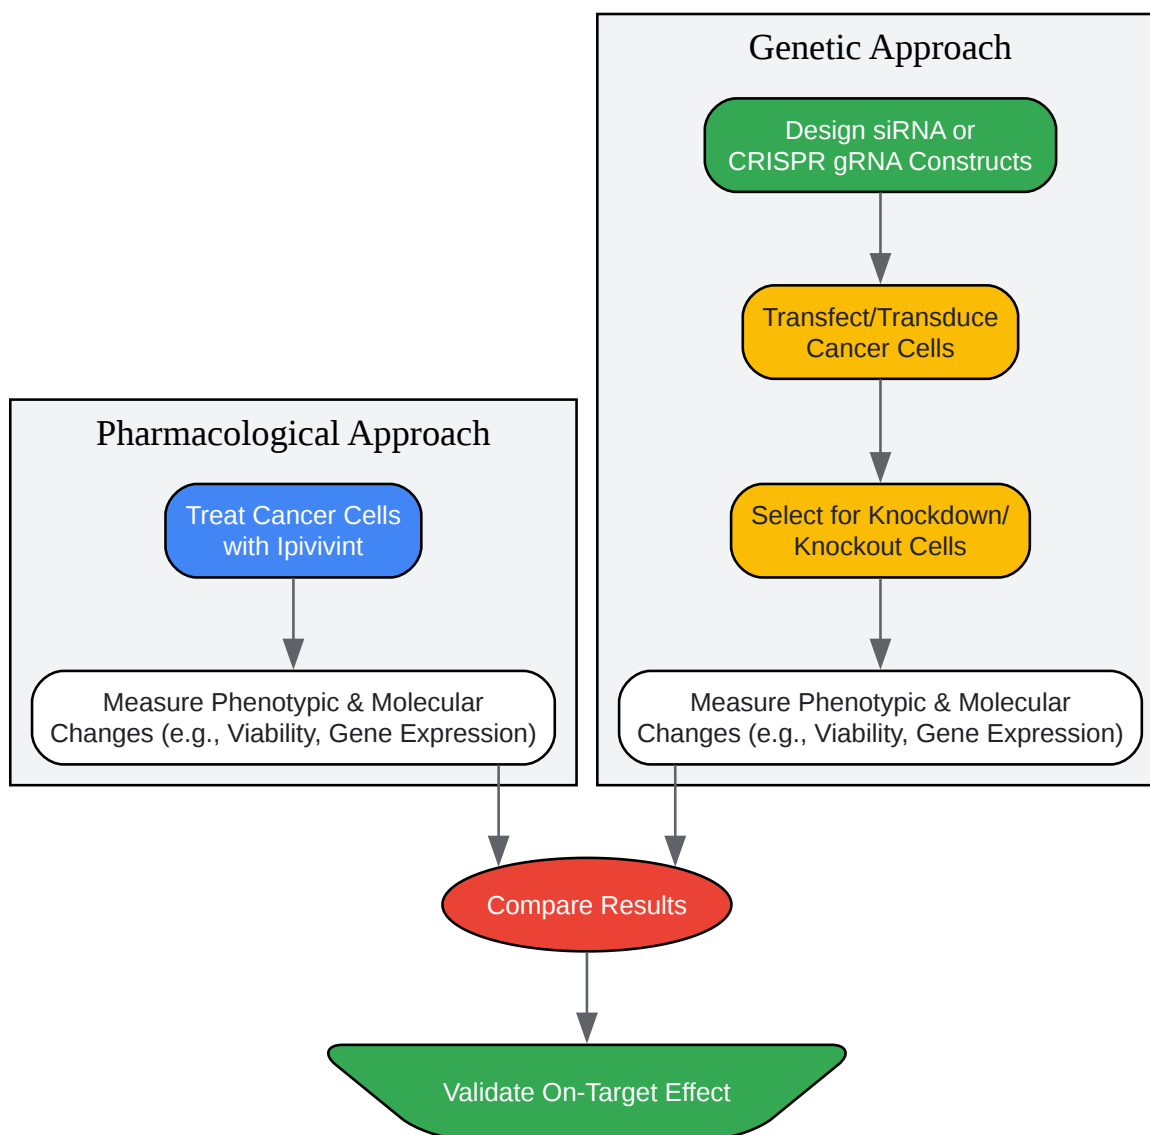 Genetic Approach
Design siRNA or
CRISPR gRNA Constructs
Transfect/Transduce
Cancer Cells
Select for Knockdown/
Knockout Cells
Measure Phenotypic & Molecular
Changes (e.g., Viability, Gene Expression)
Pharmacological Approach
Treat Cancer Cells
with Ipivivint
Measure Phenotypic & Molecular
Changes (e.g., Viability, Gene Expression)
Compare Results
Validate On-Target Effect